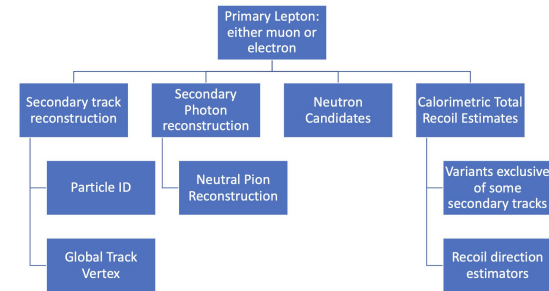 Primary Lepton:
either muon or
electron
Secondary track
reconstruction
Secondary
Photon
reconstruction
Neutron
Candidates
Calorimetric Total
Recoil Estimates
Particle ID
Neutral Pion
Reconstruction
Variants exclusive
of some
secondary tracks
Global Track
Vertex
Recoil direction
estimators